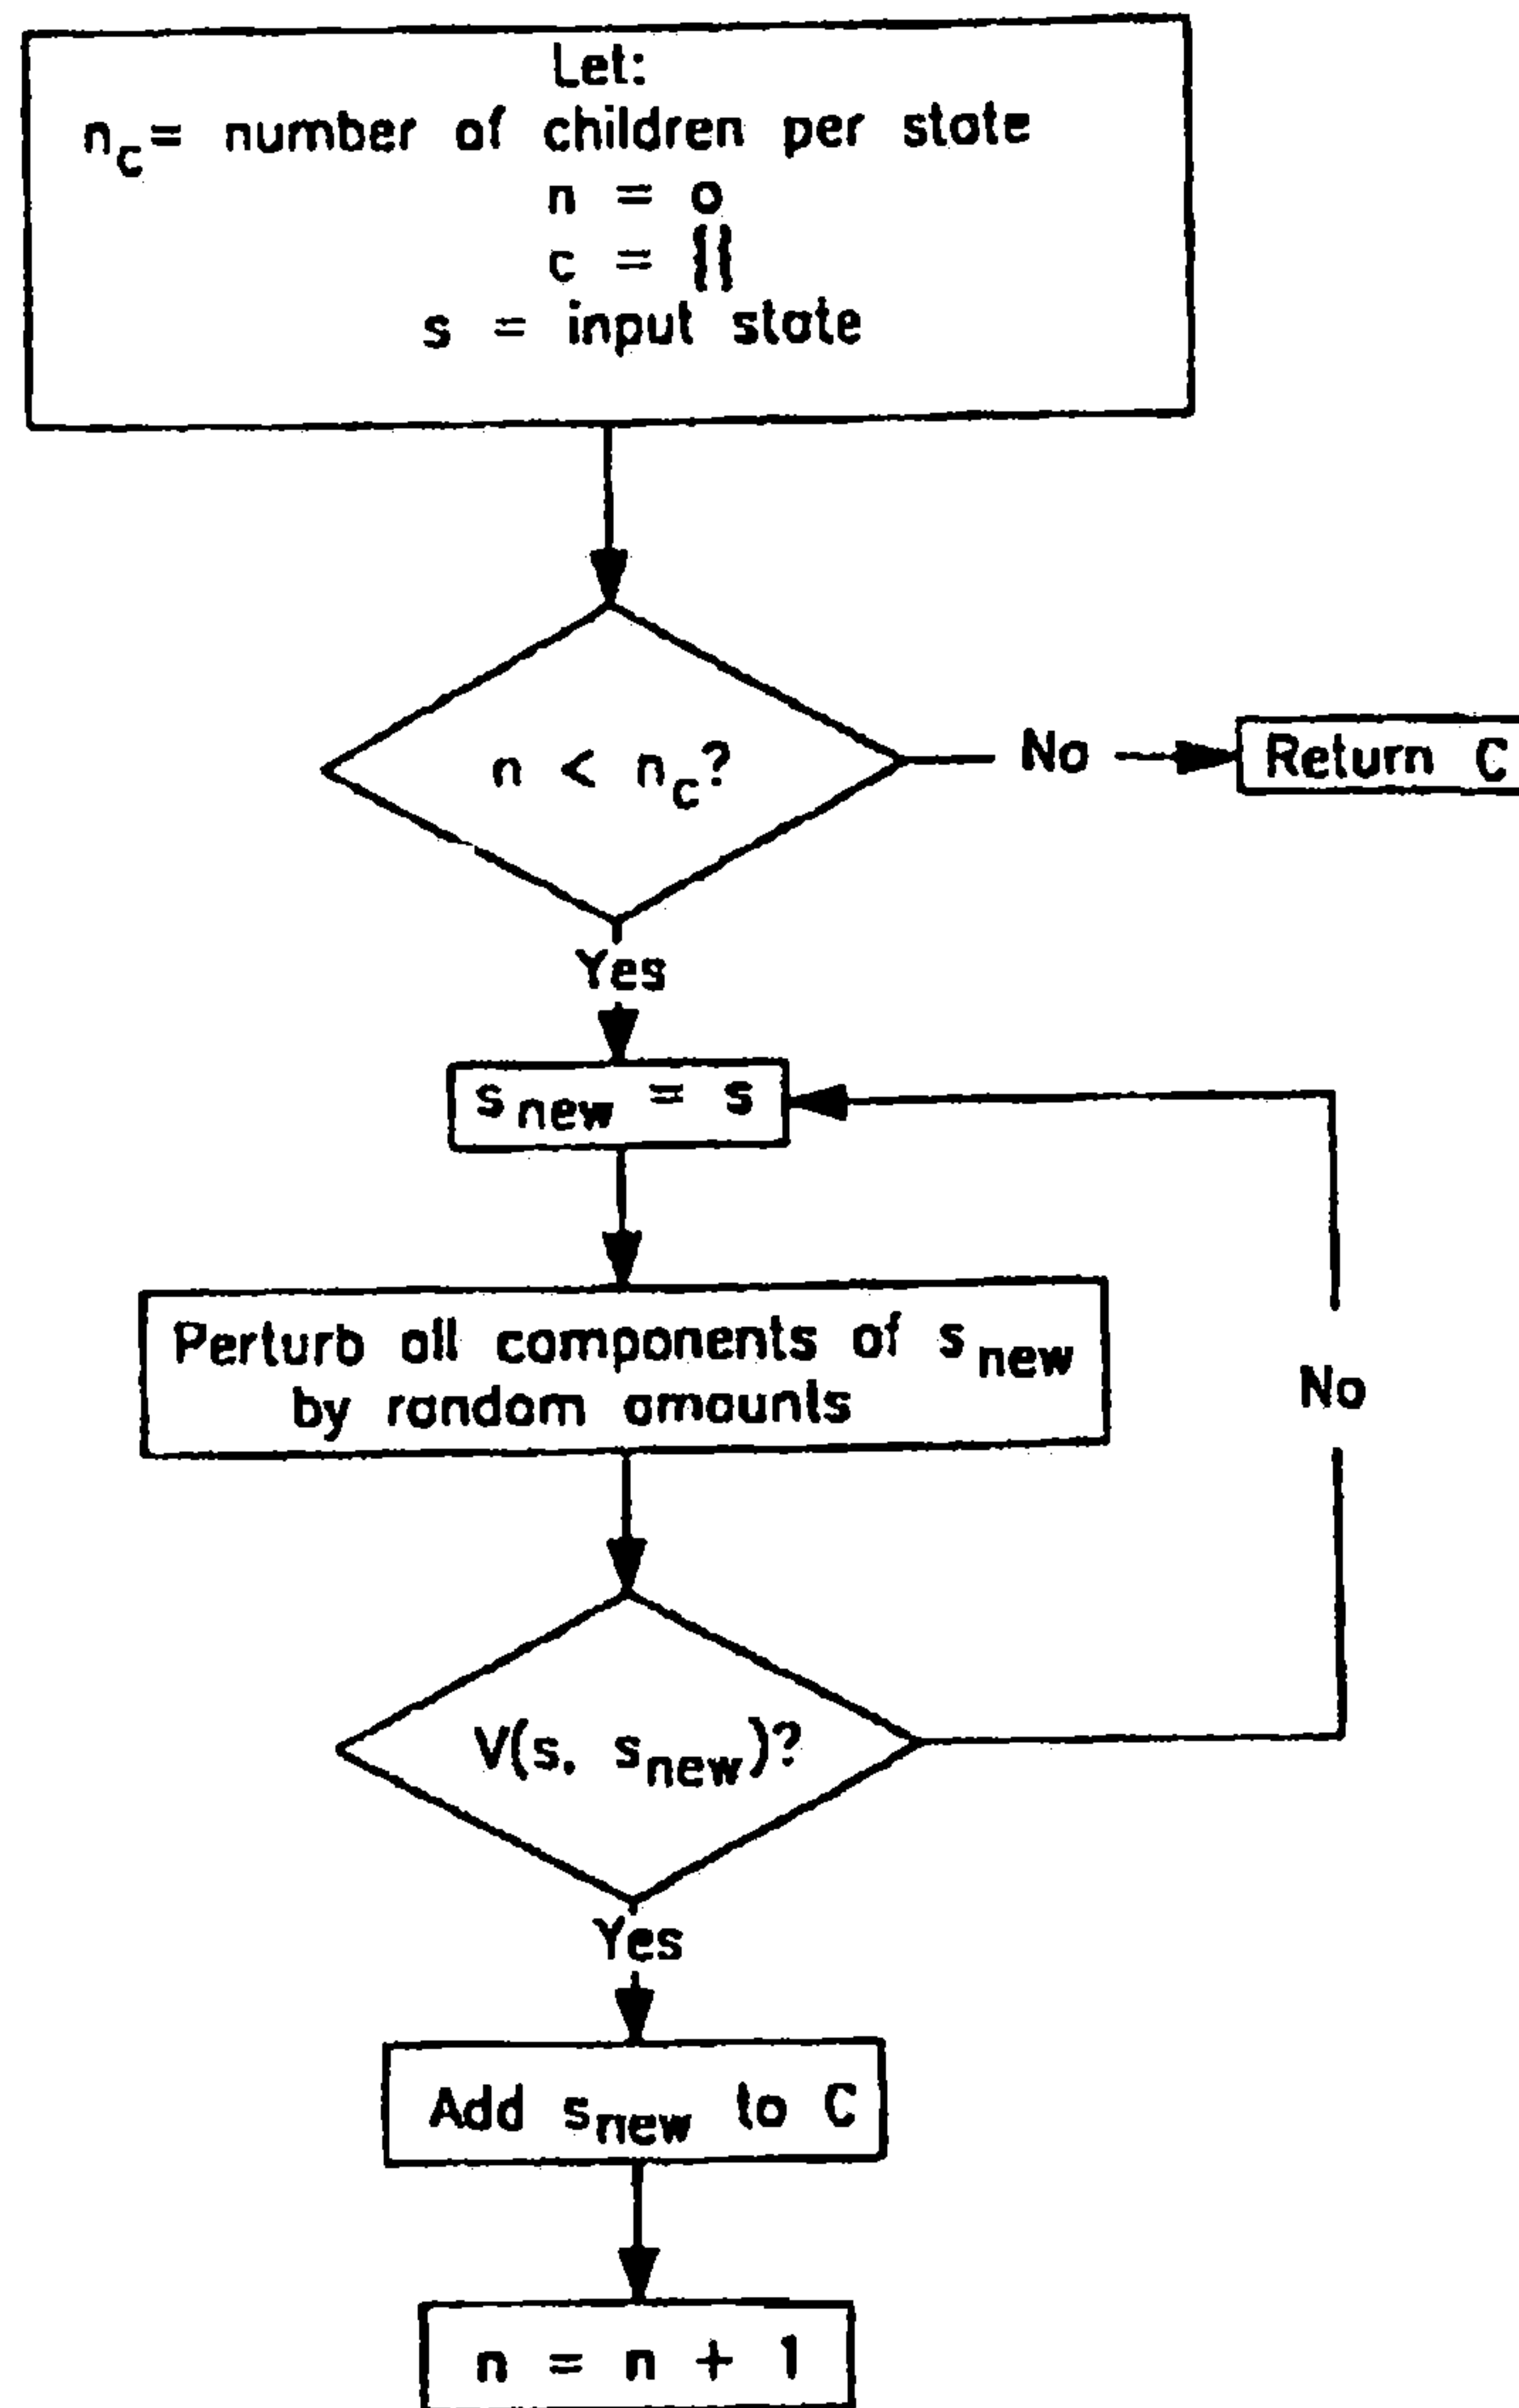 Let:
n_c = number of children per state
n = 0
c = {}
s = input state
n < n_c?
No
Return C
Yes
s_new = s
Perturb all components of s_new
by random amounts
No
V(s, s_new)?
Yes
Add s_new to C
n = n + 1